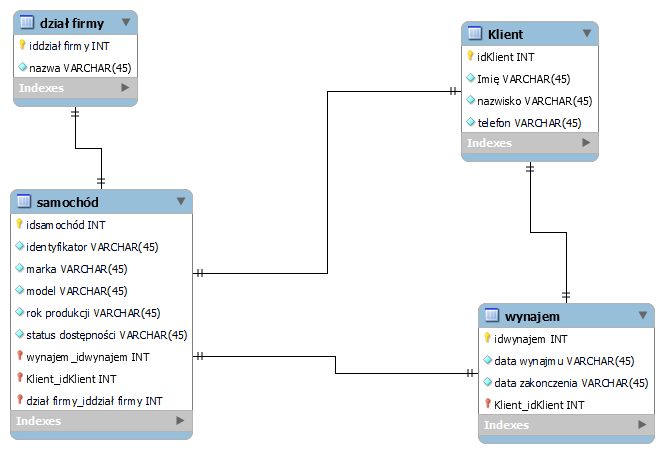 dział firmy
iddział firmy INT
nazwa VARCHAR(45)
Indexes
Klient
idKlient INT
Imię VARCHAR(45)
nazwisko VARCHAR(45)
telefon VARCHAR(45)
Indexes
samochód
idsamochód INT
identyfikator VARCHAR(45)
marka VARCHAR(45)
model VARCHAR(45)
rok produkcji VARCHAR(45)
status dostępności VARCHAR(45)
wynajem_idwynajem INT
Klient_idKlient INT
dział firmy_iddział firmy INT
Indexes
wynajem
idwynajem INT
data wynajmu VARCHAR(45)
data zakonczenia VARCHAR(45)
Klient_idKlient INT
Indexes